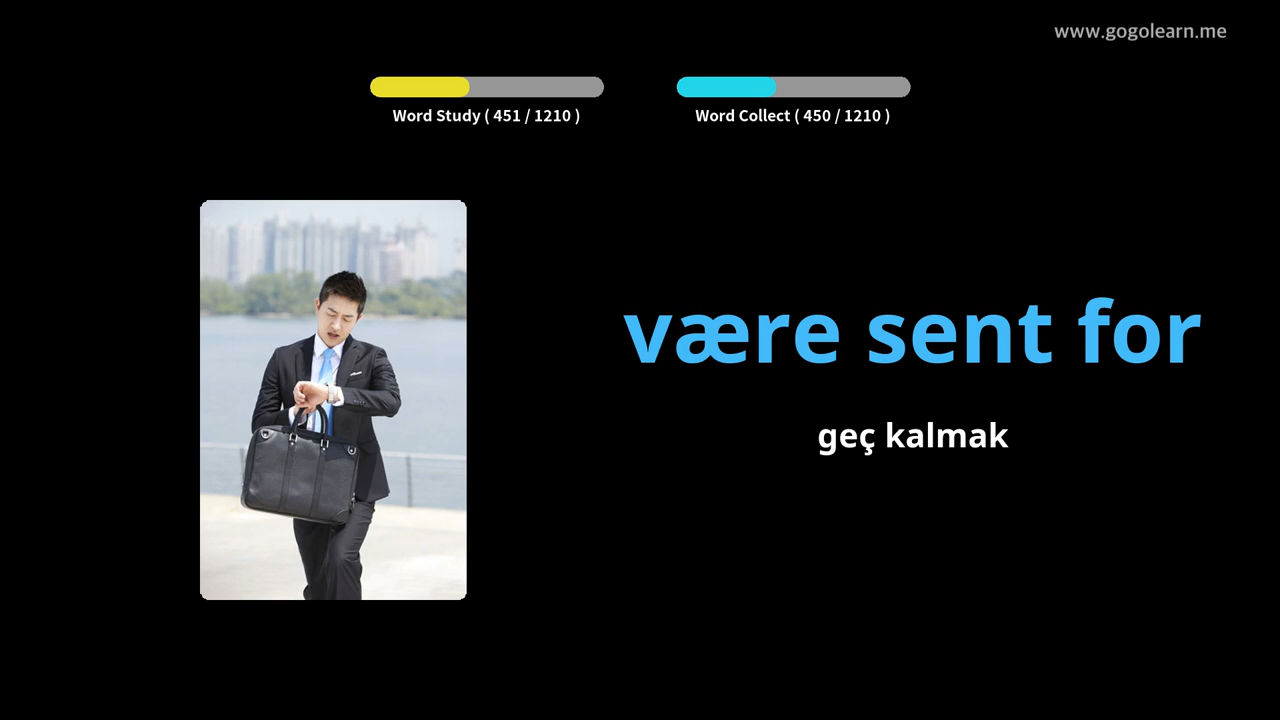 www.gogolearn.me
Word Study ( 451 / 1210 )
Word Collect ( 450 / 1210 )
være sent for
geç kalmak